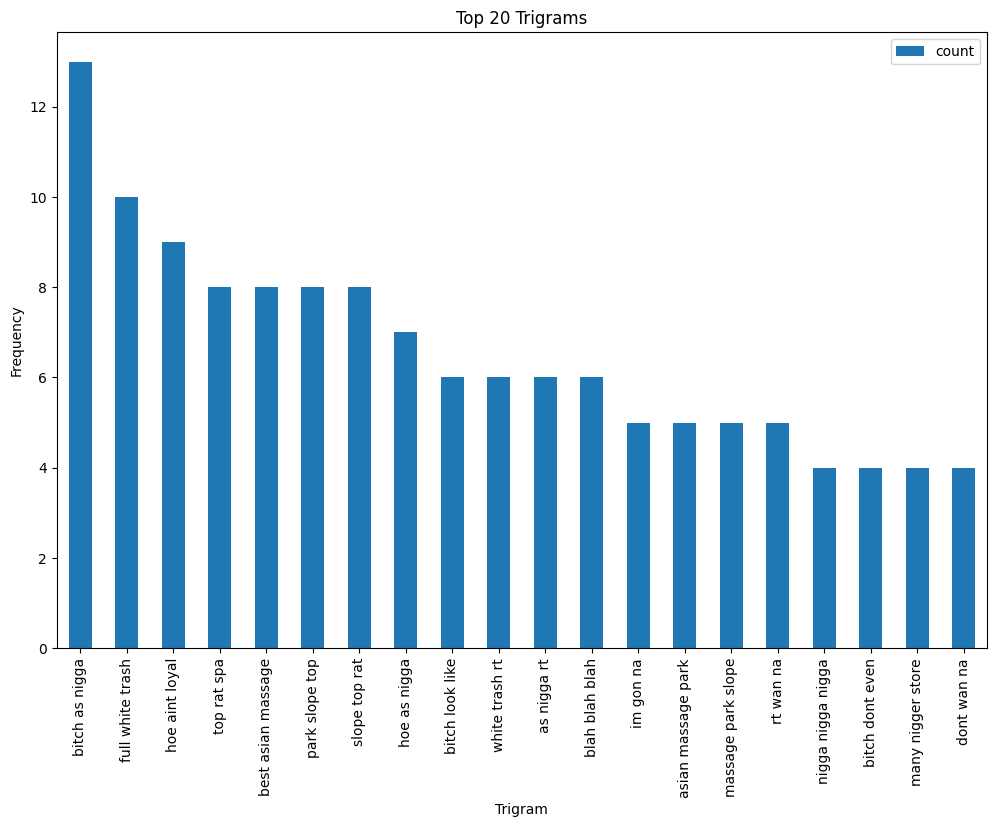 Top 20 Trigrams
count
Frequency
12
10
8
6
4
2
0
bitch as nigga
full white trash
hoe aint loyal
top rat spa
best asian massage
park slope top
slope top rat
hoe as nigga
bitch look like
white trash rt
as nigga rt
blah blah blah
im gon na
asian massage park
massage park slope
rt wan na
nigga nigga nigga
bitch dont even
many nigger store
dont wan na
Trigram